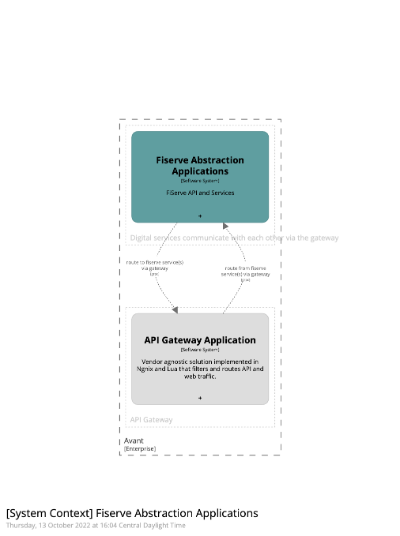 Fiserve Abstraction
Applications
[Software System]
FiServe API and Services
+
Digital services communicate with each other via the gateway
route to fiserve service(s)
via gateway
route from fiserve
service(s) via gateway
API Gateway Application
[Software System]
Vendor agnostic solution implemented in
Ngnix and Lua that filters and routes API and
web traffic.
+
API Gateway
Avant
[Enterprise]
[System Context] Fiserve Abstraction Applications
Thursday, 13 October 2022 at 16:04 Central Daylight Time